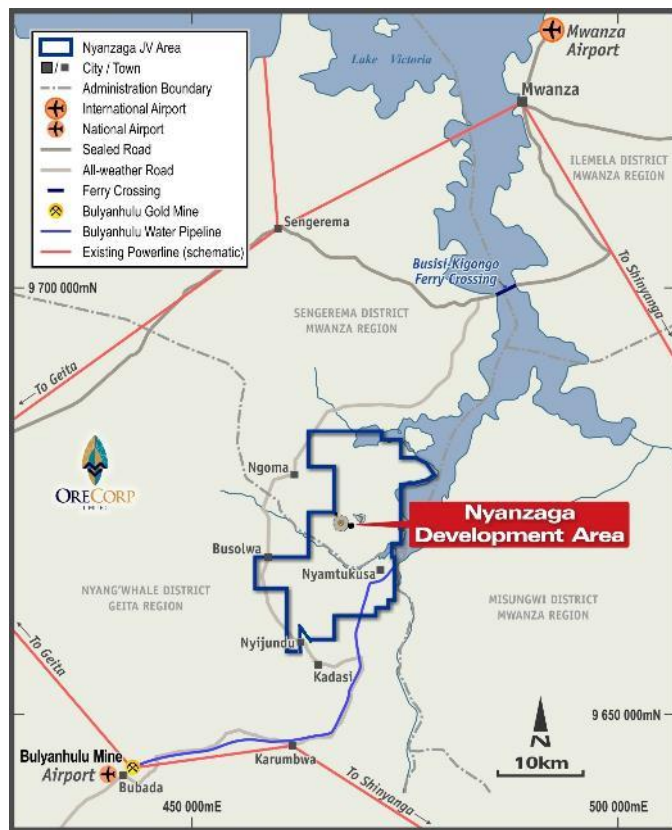 Nyanzaga JV Area
City / Town
Administration Boundary
International Airport
National Airport
Sealed Road
All-weather Road
Ferry Crossing
Bulyanhulu Gold Mine
Bulyanhulu Water Pipeline
Existing Powerline (schematic)
Lake Victoria
Mwanza
Airport
Mwanza
ILEMELA DISTRICT
MWANZA REGION
Sengerema
To Shinyanga
Busisi-Kigongo
Ferry Crossing
9 700 000mN
SENGEREMA DISTRICT
MWANZA REGION
To Geita
ORECORP
LIMITED
Ngoma
Nyanzaga
Development Area
Busolwa
Nyamtukusa
NYANG'WHALE DISTRICT
GEITA REGION
MISUNGWI DISTRICT
MWANZA REGION
Nyijundu
Kadasi
To Geita
9 650 000mN
N
10km
Bulyanhulu Mine
Airport
Bubada
Karumbwa
To Shinyanga
450 000mE
500 000mE